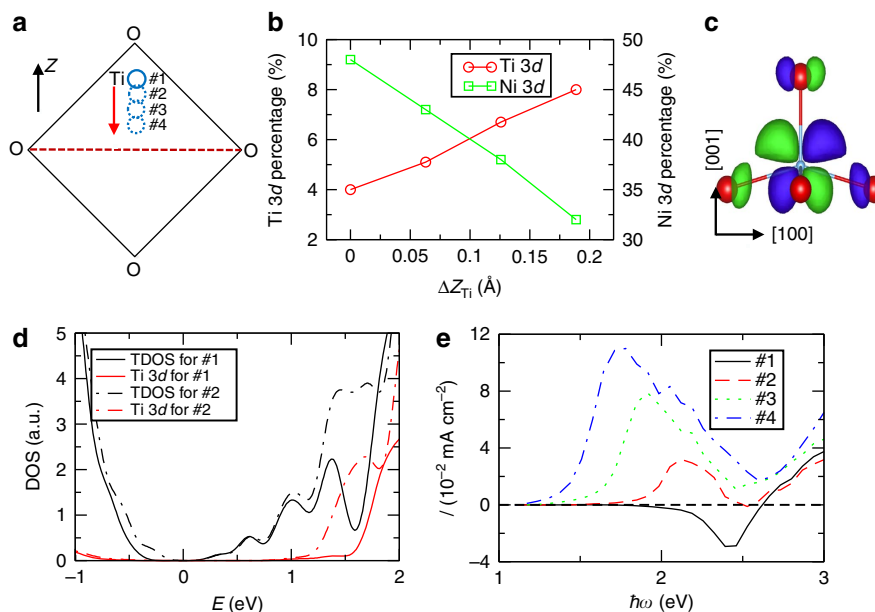 a
Z
O
Ti
#1
#2
#3
#4
O
O
O
b
Ti 3d percentage (%)
10
8
6
4
2
Ti 3d
Ni 3d
50
45
40
35
30
Ni 3d percentage (%)
0
0.05
0.1
0.15
0.2
ΔZTi (Å)
c
[001]
[100]
d
DOS (a.u.)
5
4
3
2
1
0
TDOS for #1
Ti 3d for #1
TDOS for #2
Ti 3d for #2
−1
0
1
2
E (eV)
e
I (10−2 mA cm−2)
12
8
4
0
−4
#1
#2
#3
#4
1
2
3
ħω (eV)